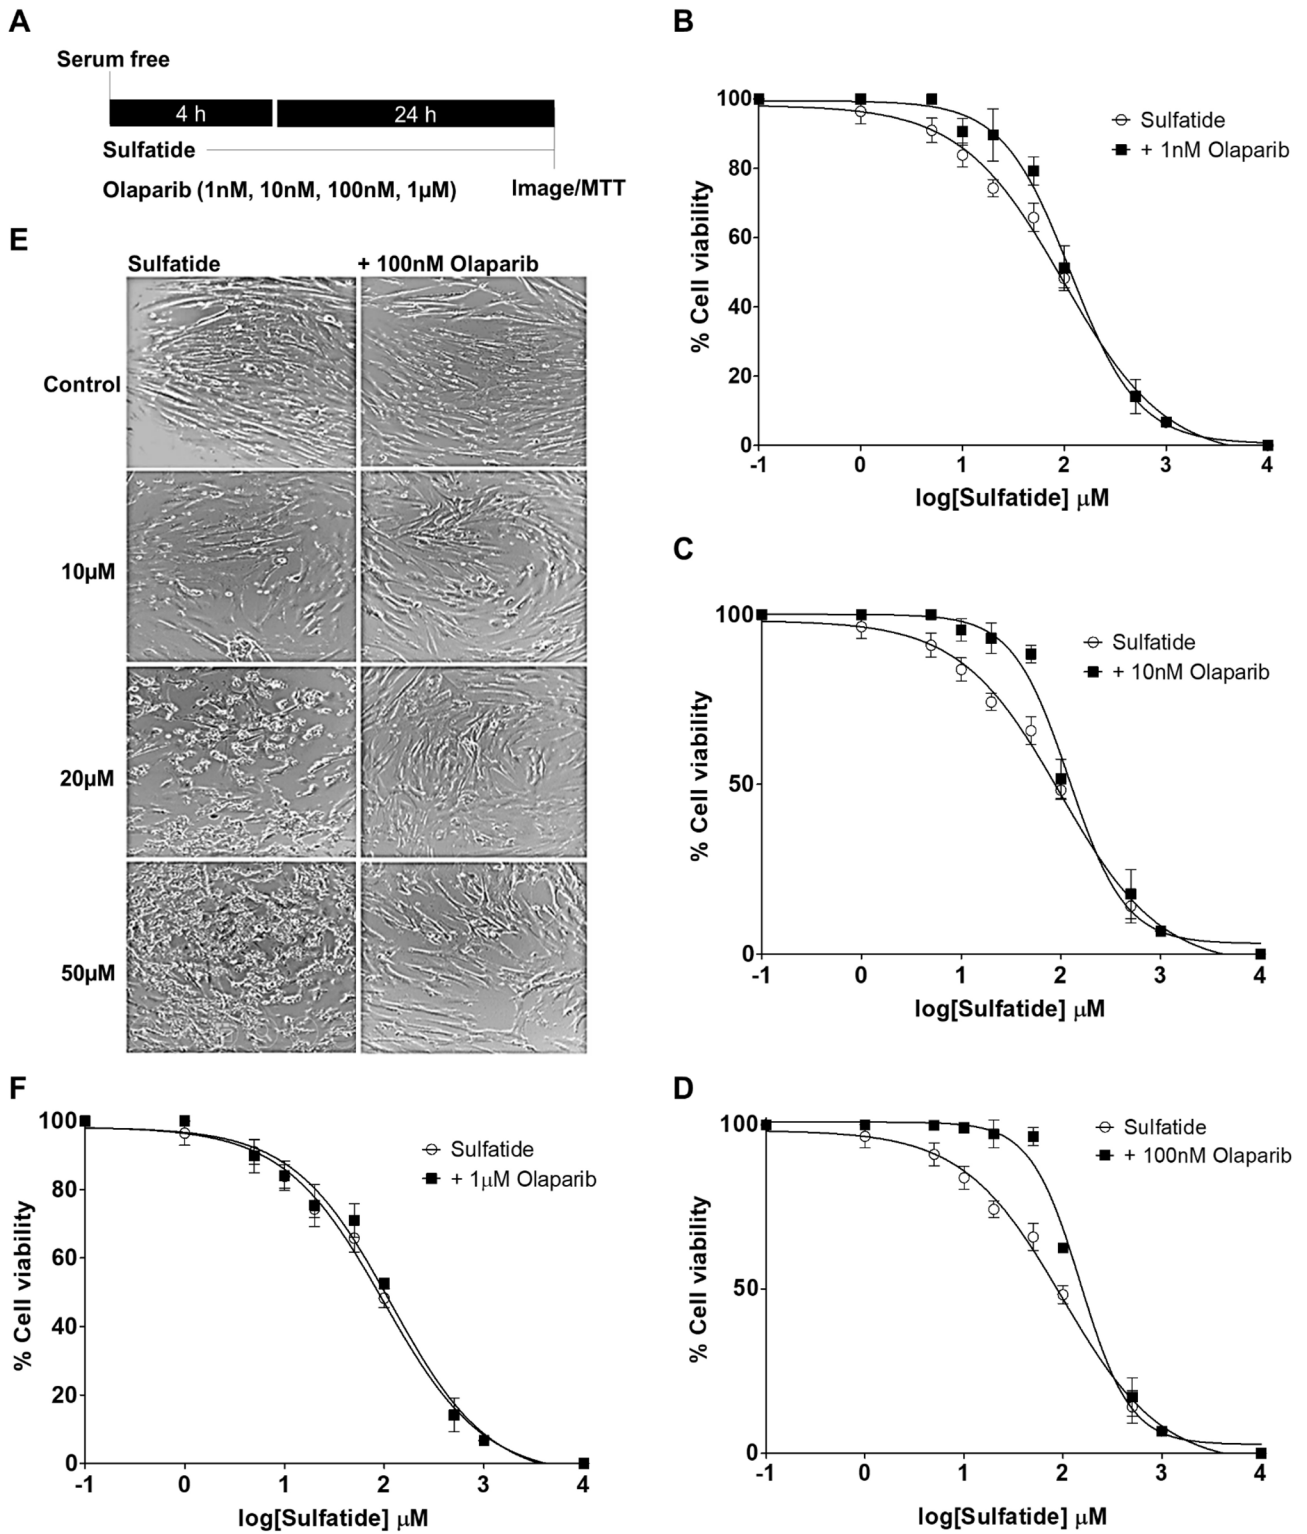 A
Serum free
4 h
24 h
Sulfatide
Olaparib (1nM, 10nM, 100nM, 1µM)
Image/MTT
B
100
80
60
40
20
0
% Cell viability
-1 0 1 2 3 4
log[Sulfatide] µM
Sulfatide
+ 1nM Olaparib
E
Sulfatide
+ 100nM Olaparib
Control
10µM
20µM
50µM
C
100
50
0
% Cell viability
-1 0 1 2 3 4
log[Sulfatide] µM
Sulfatide
+ 10nM Olaparib
F
100
80
60
40
20
0
% Cell viability
-1 0 1 2 3 4
log[Sulfatide] µM
Sulfatide
+ 1µM Olaparib
D
100
50
0
% Cell viability
-1 0 1 2 3 4
log[Sulfatide] µM
Sulfatide
+ 100nM Olaparib